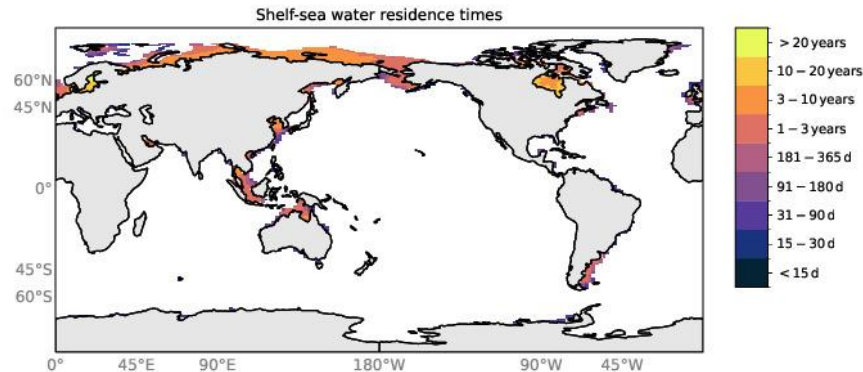 Shelf-sea water residence times
60°N
45°N
0°
45°S
60°S
0°
45°E
90°E
180°W
90°W
45°W
> 20 years
10 − 20 years
3 − 10 years
1 − 3 years
181 − 365 d
91 − 180 d
31 − 90 d
15 − 30 d
< 15 d